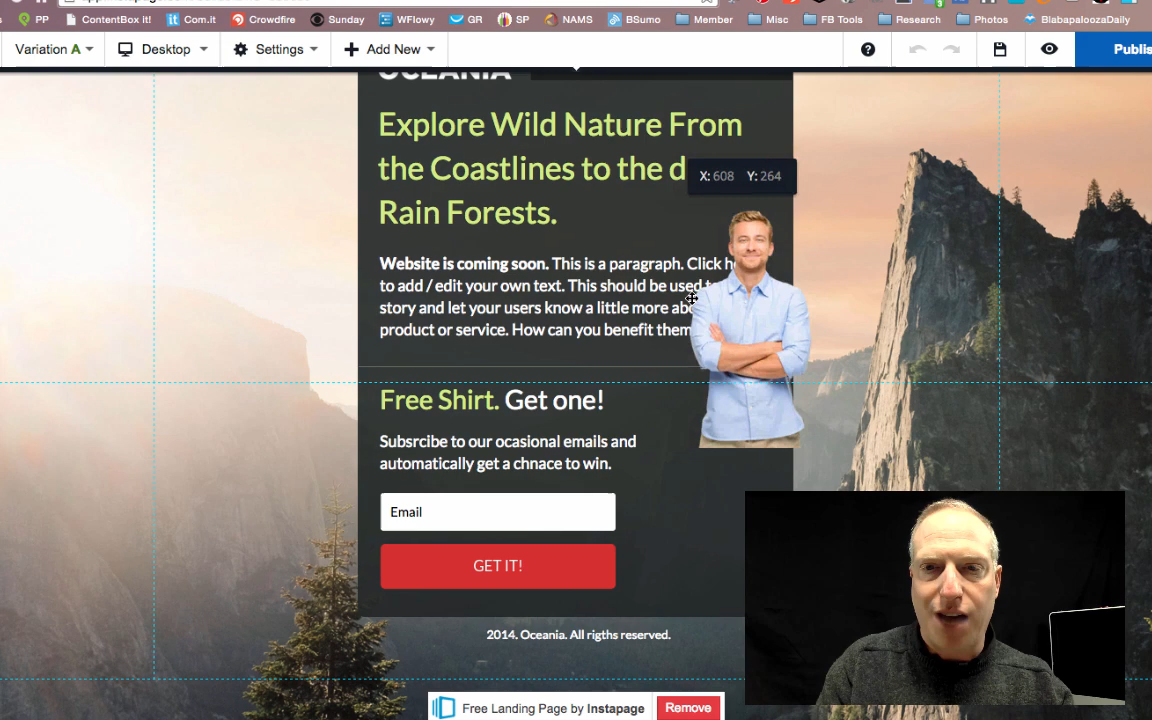 PP ContentBox it! Com.it Crowdfire Sunday WFlowy GR SP NAMS BSumo Member Misc FB Tools Research Photos BlabapaloozaDaily
Variation A Desktop Settings Add New Publis
OCEANIA
Explore Wild Nature From
the Coastlines to the d
Rain Forests.
X: 608 Y: 264
Website is coming soon. This is a paragraph. Click h
to add / edit your own text. This should be used
story and let your users know a little more abo
product or service. How can you benefit them
Free Shirt. Get one!
Subsrcibe to our ocasional emails and
automatically get a chnace to win.
Email
GET IT!
2014. Oceania. All rigths reserved.
Free Landing Page by Instapage Remove